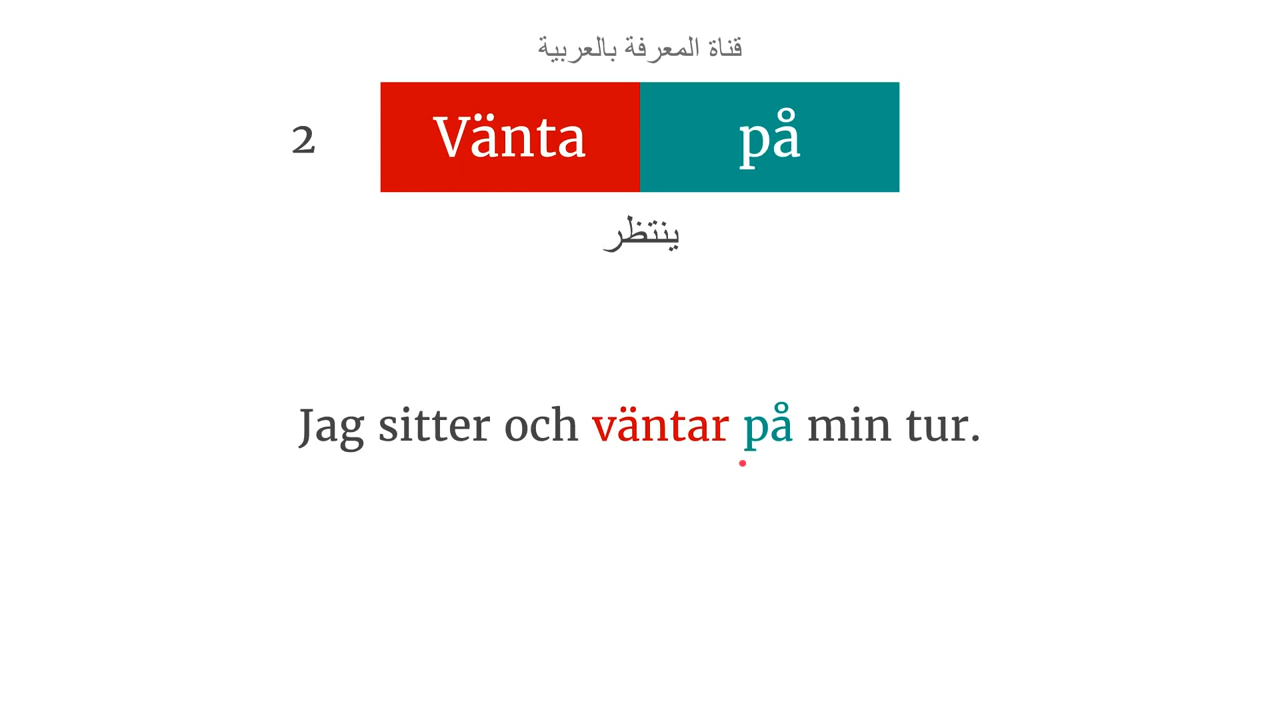 قناة المعرفة بالعربية
2 Vänta på
ينتظر
Jag sitter och väntar på min tur.